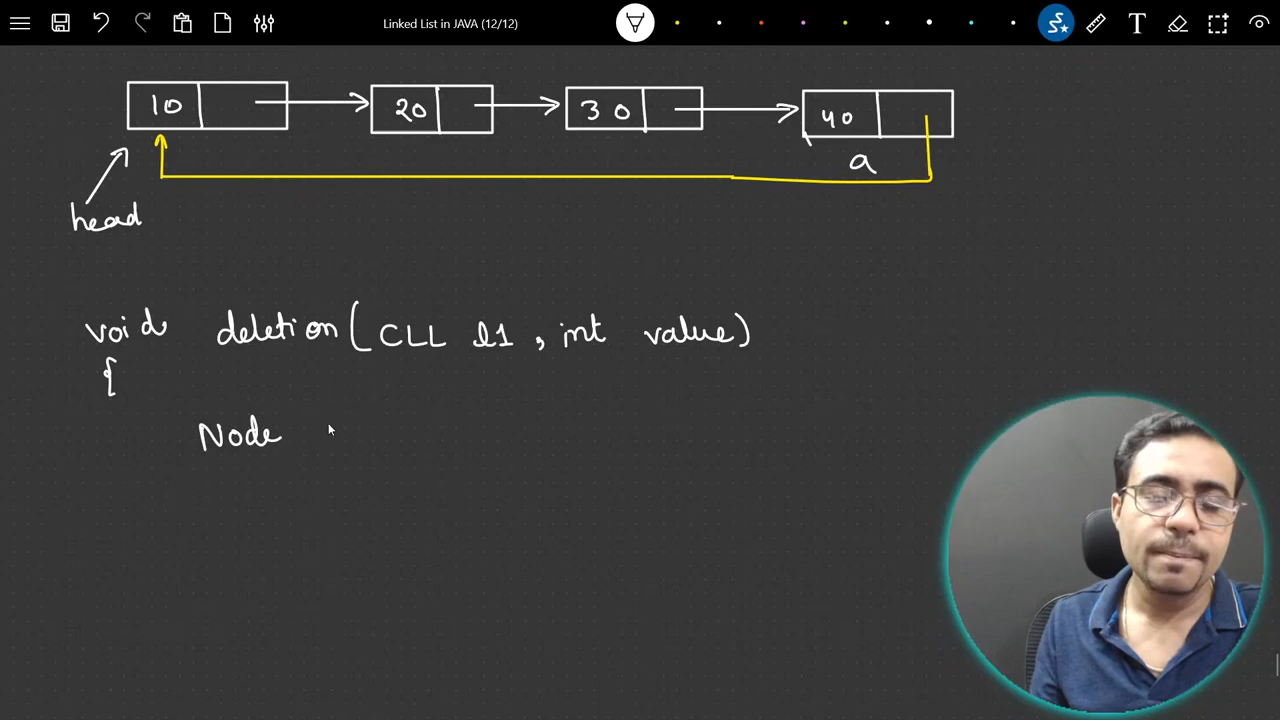 Linked List in JAVA (12/12)
10 20 30 40
a
head
void deletion(CLL l1, int value)
{
Node